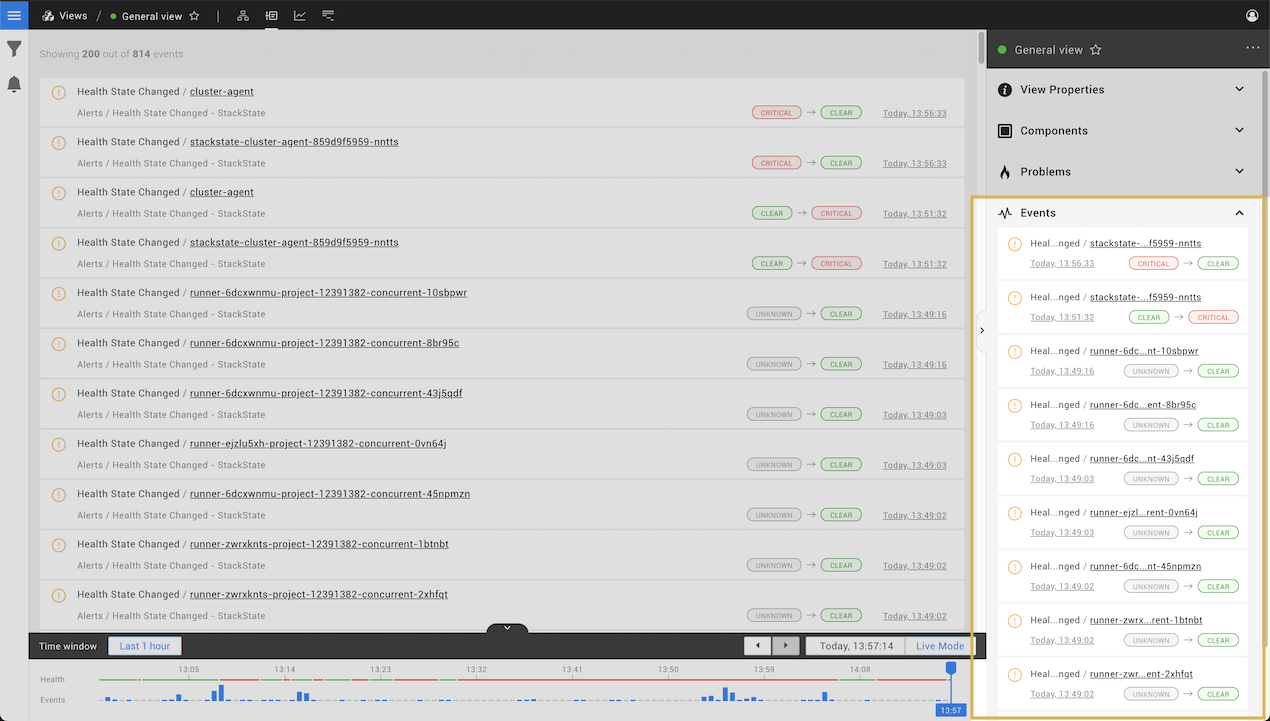 Views / General view
Showing 200 out of 814 events
Health State Changed / cluster-agent
Alerts / Health State Changed - StackState
CRITICAL → CLEAR Today, 13:56:33
Health State Changed / stackstate-cluster-agent-859d9f5959-nntts
Alerts / Health State Changed - StackState
CRITICAL → CLEAR Today, 13:56:33
Health State Changed / cluster-agent
Alerts / Health State Changed - StackState
CLEAR → CRITICAL Today, 13:51:32
Health State Changed / stackstate-cluster-agent-859d9f5959-nntts
Alerts / Health State Changed - StackState
CLEAR → CRITICAL Today, 13:51:32
Health State Changed / runner-6dcxwnmu-project-12391382-concurrent-10sbpwr
Alerts / Health State Changed - StackState
UNKNOWN → CLEAR Today, 13:49:16
Health State Changed / runner-6dcxwnmu-project-12391382-concurrent-8br95c
Alerts / Health State Changed - StackState
UNKNOWN → CLEAR Today, 13:49:16
Health State Changed / runner-6dcxwnmu-project-12391382-concurrent-43j5qdf
Alerts / Health State Changed - StackState
UNKNOWN → CLEAR Today, 13:49:03
Health State Changed / runner-ejzlu5xh-project-12391382-concurrent-0vn64j
Alerts / Health State Changed - StackState
UNKNOWN → CLEAR Today, 13:49:03
Health State Changed / runner-6dcxwnmu-project-12391382-concurrent-45npmzn
Alerts / Health State Changed - StackState
UNKNOWN → CLEAR Today, 13:49:02
Health State Changed / runner-zwrxknts-project-12391382-concurrent-1btnbt
Alerts / Health State Changed - StackState
UNKNOWN → CLEAR Today, 13:49:02
Health State Changed / runner-zwrxknts-project-12391382-concurrent-2xhfqt
Alerts / Health State Changed - StackState
UNKNOWN → CLEAR Today, 13:49:02
General view
View Properties
Components
Problems
Events
Heal...nged / stackstate-...f5959-nntts
Today, 13:56:33 CRITICAL → CLEAR
Heal...nged / stackstate-...f5959-nntts
Today, 13:51:32 CLEAR → CRITICAL
Heal...nged / runner-6dc...nt-10sbpwr
Today, 13:49:16 UNKNOWN → CLEAR
Heal...nged / runner-6dc...ent-8br95c
Today, 13:49:16 UNKNOWN → CLEAR
Heal...nged / runner-6dc...nt-43j5qdf
Today, 13:49:03 UNKNOWN → CLEAR
Heal...nged / runner-ejzl...rent-0vn64j
Today, 13:49:03 UNKNOWN → CLEAR
Heal...nged / runner-6dc...nt-45npmzn
Today, 13:49:02 UNKNOWN → CLEAR
Heal...nged / runner-zwrx...rent-1btnbt
Today, 13:49:02 UNKNOWN → CLEAR
Heal...nged / runner-zwr...ent-2xhfqt
Today, 13:49:02 UNKNOWN → CLEAR
Time window Last 1 hour Today, 13:57:14 Live Mode
13:05 13:14 13:23 13:32 13:41 13:50 13:59 14:08
Health
Events
13:57